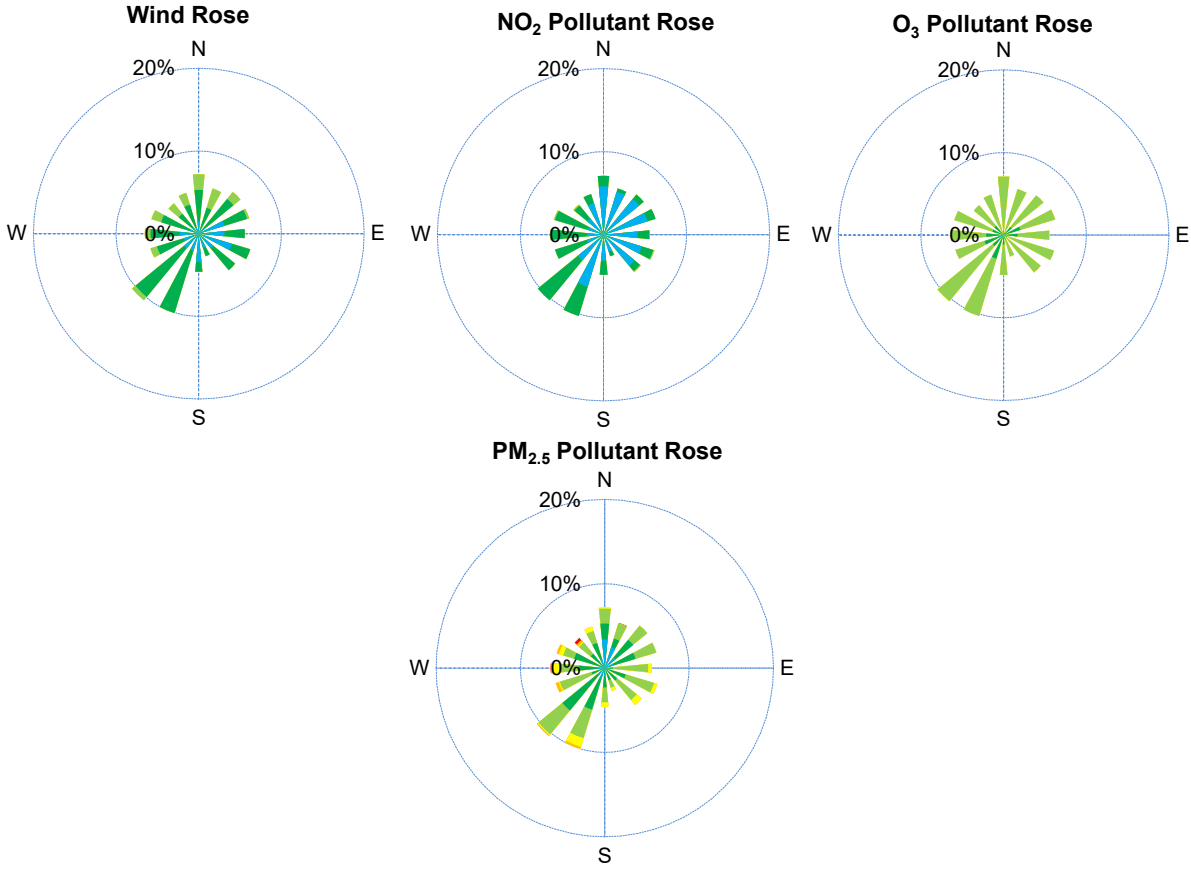 Wind Rose
N
20%
10%
W
0%
E
S
NO₂ Pollutant Rose
N
20%
10%
W
0%
E
S
O₃ Pollutant Rose
N
20%
10%
W
0%
E
S
PM₂.₅ Pollutant Rose
N
20%
10%
W
0%
E
S